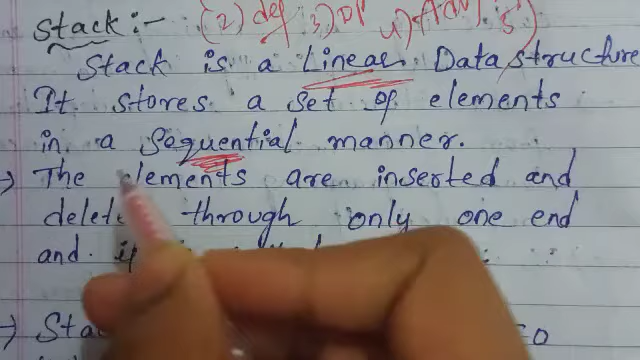 Stack:- (2) def 3) op 4) Adv. 5)
Stack is a Linear Data structure
It stores a set of elements
in a sequential manner.
→ The elements are inserted and
through only one end
and
→